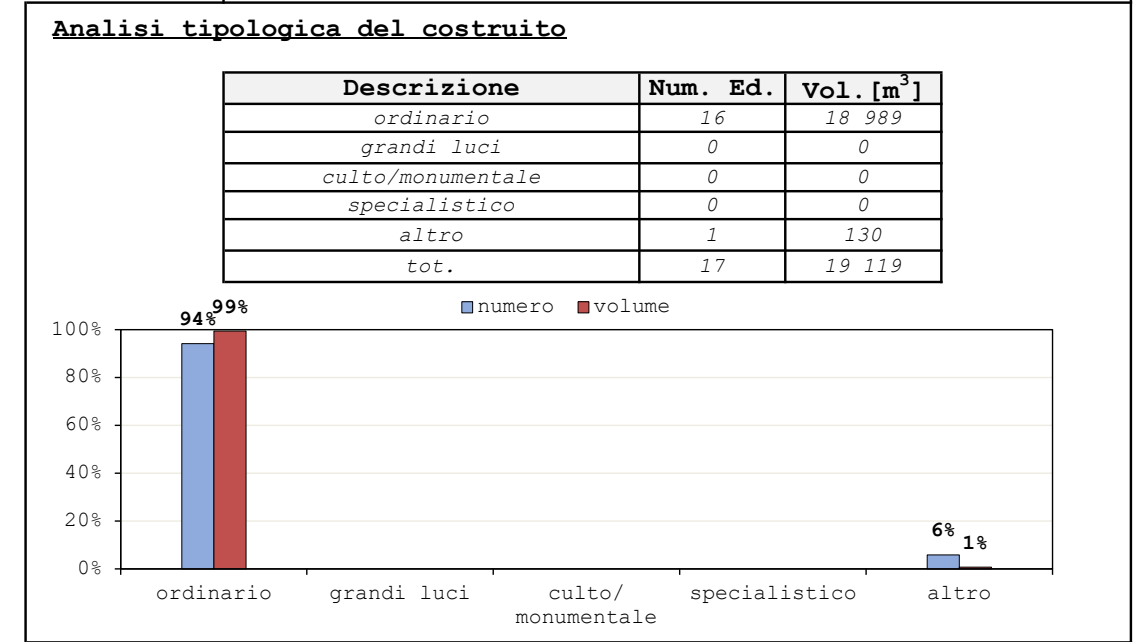 Analisi tipologica del costruito
Descrizione Num. Ed. Vol.[m³]
ordinario 16 18 989
grandi luci 0 0
culto/monumentale 0 0
specialistico 0 0
altro 1 130
tot. 17 19 119
numero volume
94% 99%
100%
80%
60%
40%
20%
0%
6% 1%
ordinario grandi luci culto/ monumentale specialistico altro